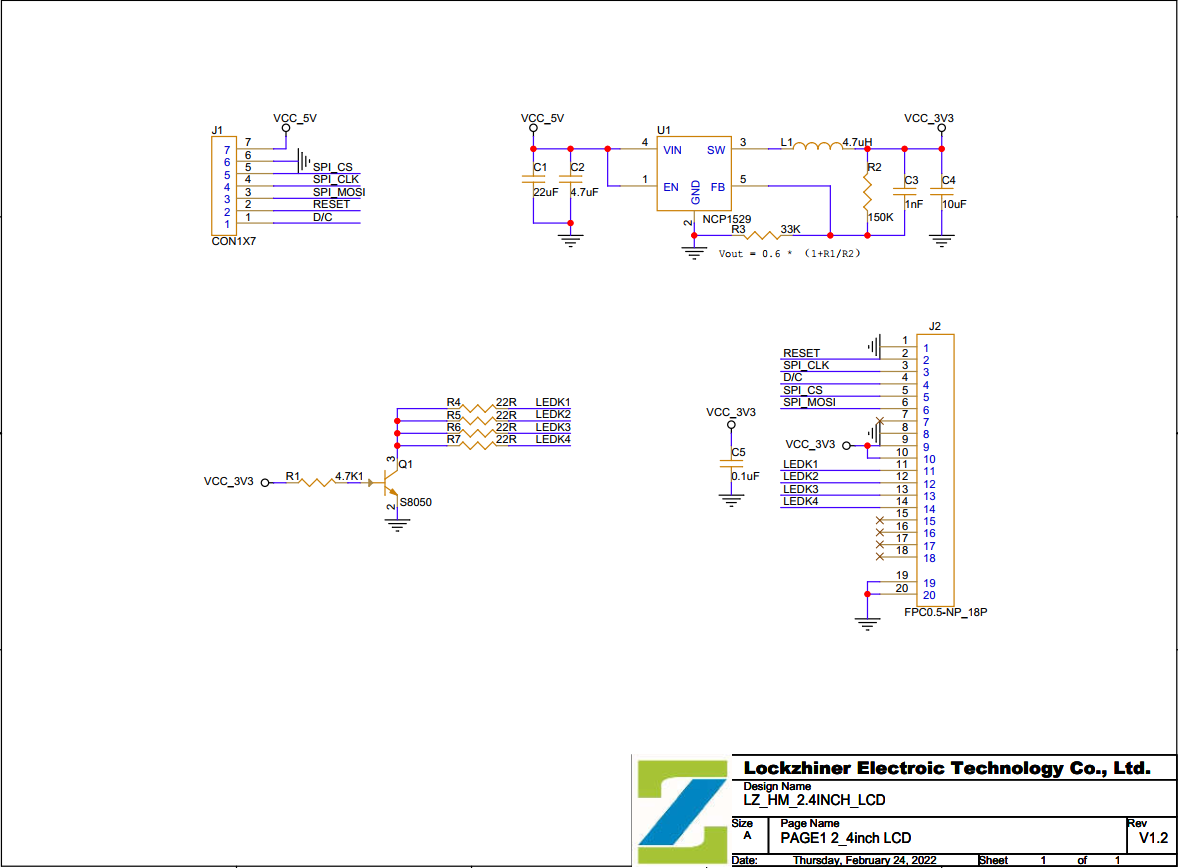 J1
VCC_5V
7 7
6 6
5 5 SPI_CS
4 4 SPI_CLK
3 3 SPI_MOSI
2 2 RESET
1 1 D/C
CON1X7
VCC_5V
C1
22uF
C2
4.7uF
U1
4 VIN SW 3
1 EN FB 5
GND
2
NCP1529
L1 4.7uH
VCC_3V3
R2
150K
C3
1nF
C4
10uF
R3 33K
Vout = 0.6 * (1+R1/R2)
R4 22R LEDK1
R5 22R LEDK2
R6 22R LEDK3
R7 22R LEDK4
VCC_3V3 R1 4.7K 1
3
Q1
S8050
2
VCC_3V3
C5
0.1uF
J2
1 1
RESET 2 2
SPI_CLK 3 3
D/C 4 4
SPI_CS 5 5
SPI_MOSI 6 6
7 7
8 8
VCC_3V3 9 9
10 10
LEDK1 11 11
LEDK2 12 12
LEDK3 13 13
LEDK4 14 14
15 15
16 16
17 17
18 18
19 19
20 20
FPC0.5-NP_18P
Lockzhiner Electroic Technology Co., Ltd.
Design Name
LZ_HM_2.4INCH_LCD
Size Page Name Rev
A PAGE1 2_4inch LCD V1.2
Date: Thursday, February 24, 2022 Sheet 1 of 1